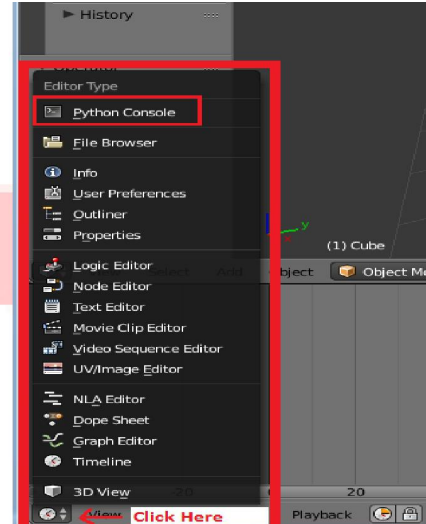 History
Editor Type
Python Console
File Browser
Info
User Preferences
Outliner
Properties
(1) Cube
Logic Editor
Object Mo
Node Editor
Text Editor
Movie Clip Editor
Video Sequence Editor
UV/Image Editor
NLA Editor
Dope Sheet
Graph Editor
Timeline
3D View
20
View
Click Here
Playback